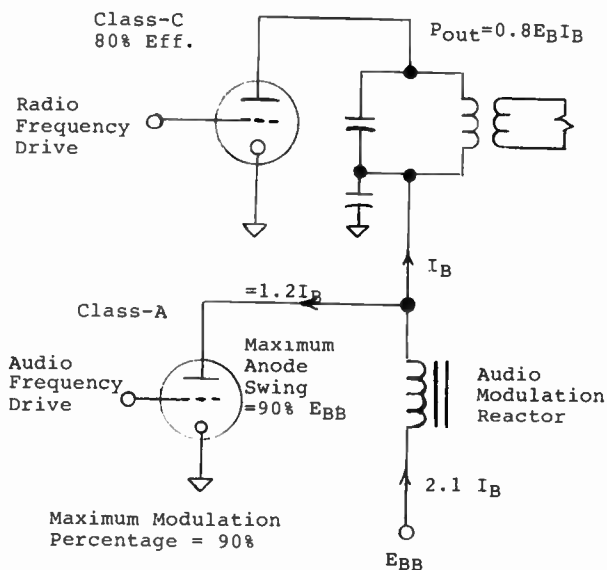 Class-C
80% Eff.
Pout=0.8EBIB
Radio
Frequency
Drive
IB
=1.2IB
Class-A
Maximum
Anode
Swing
=90% EBB
Audio
Frequency
Drive
Audio
Modulation
Reactor
2.1 IB
Maximum Modulation
Percentage = 90%
EBB